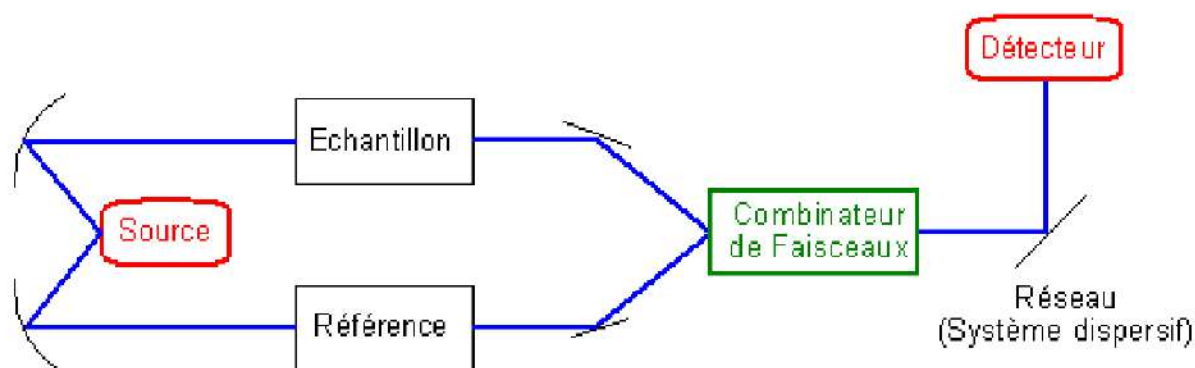 Détecteur
Echantillon
Source
Combinateur
de Faisceaux
Référence
Réseau
(Système dispersif)